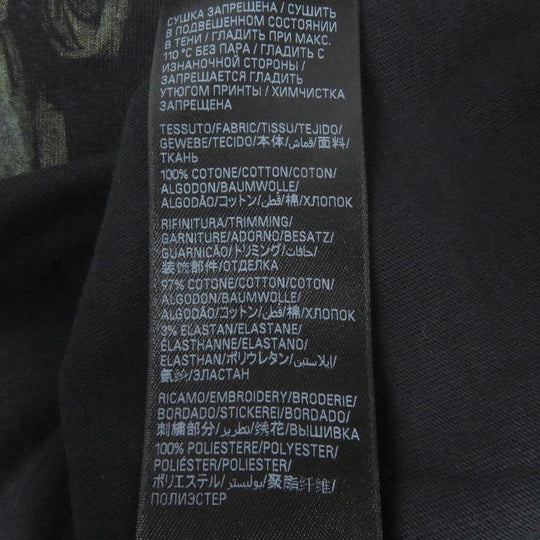 СУШКА ЗАПРЕЩЕНА / СУШИТЬ
В ПОДВЕШЕННОМ СОСТОЯНИИ
В ТЕНИ / ГЛАДИТЬ ПРИ МАКС.
110 °C БЕЗ ПАРА / ГЛАДИТЬ С
ИЗНАНОЧНОЙ СТОРОНЫ /
ЗАПРЕЩАЕТСЯ ГЛАДИТЬ
УТЮГОМ ПРИНТЫ / ХИМЧИСТКА
ЗАПРЕЩЕНА
TESSUTO/FABRIC/TISSU/TEJIDO/
GEWEBE/TECIDO/本体/قماش/面料/
ТКАНЬ
100% COTONE/COTTON/COTON/
ALGODON/BAUMWOLLE/
ALGODÃO/コットン/قطن/棉/ХЛОПОК
RIFINITURA/TRIMMING/
GARNITURE/ADORNO/BESATZ/
GUARNICÃO/トリミング/حافات/
装饰部件/ОТДЕЛКА
97% COTONE/COTTON/COTON/
ALGODON/BAUMWOLLE/
ALGODÃO/コットン/قطن/棉/ХЛОПОК
3% ELASTAN/ELASTANE/
ELASTHANNE/ELASTANO/
ELASTHAN/ポリウレタン/إيلاستين/
氨纶/ЭЛАСТАН
RICAMO/EMBROIDERY/BRODERIE/
BORDADO/STICKEREI/BORDADO/
刺繍部分/تطريز/绣花/ВЫШИВКА
100% POLIESTERE/POLYESTER/
POLIÉSTER/POLIESTER/
ポリエステル/بوليستر/聚酯纤维/
ПОЛИЭСТЕР